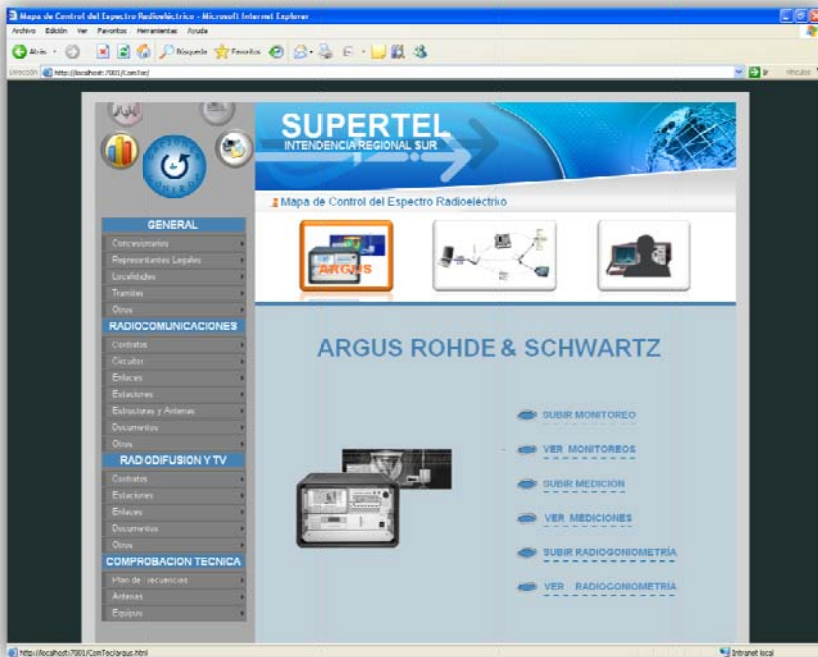 Mapa de Control del Espectro Radioeléctrico - Microsoft Internet Explorer
Archivo Edición Ver Favoritos Herramientas Ayuda
Atrás Búsqueda Favoritos
Dirección http://localhost:7001/ComTec/ Ir Vínculos
SUPERTEL
INTENDENCIA REGIONAL SUR
Mapa de Control del Espectro Radioeléctriko
ARGUS
GENERAL
Concesionarios
Representantes Legales
Localidades
Tramites
Otros
RADIOCOMUNICACIONES
Contratos
Circuitos
Enlaces
Estaciones
Estructuras y Antenas
Documentos
Otros
RADIODIFUSION Y TV
Contratos
Estaciones
Enlaces
Documentos
Otros
COMPROBACION TECNICA
Plan de Frecuencias
Antenas
Equipos
ARGUS ROHDE & SCHWARTZ
SUBIR MONITOREO
VER MONITOREOS
SUBIR MEDICION
VER MEDICIONES
SUBIR RADIOGONIOMETRÍA
VER RADIOGONIOMETRÍA
http://localhost:7001/ComTec/argus.html Intranet local